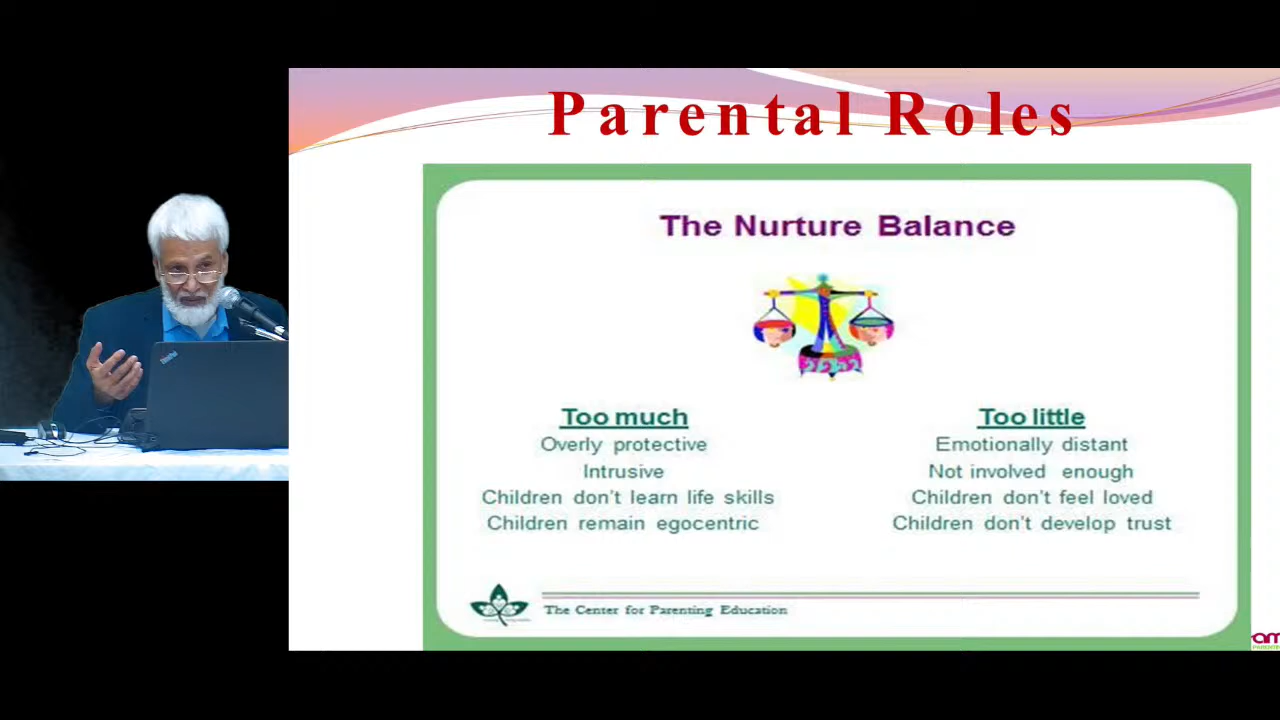 Parental Roles
The Nurture Balance
Too much
Overly protective
Intrusive
Children don't learn life skills
Children remain egocentric
Too little
Emotionally distant
Not involved enough
Children don't feel loved
Children don't develop trust
The Center for Parenting Education